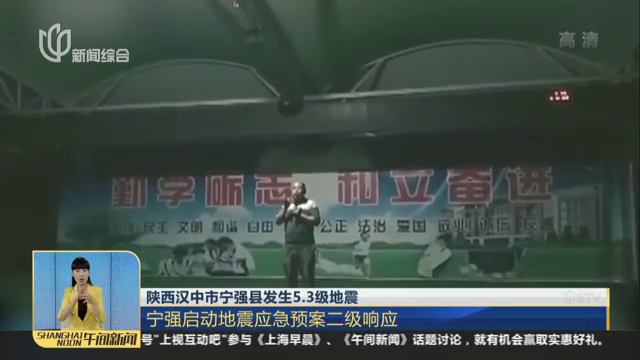 新闻综合
高清
勤学砺志 和立奋进
民主 文明 和谐 自由 公正 法治 爱国 敬业 诚信 友
陕西汉中市宁强县发生5.3级地震
宁强启动地震应急预案二级响应
SHANGHAI NOON 午间新闻
号"上视互动吧"参与《上海早晨》、《午间新闻》话题讨论，就有机会赢取实惠好礼。